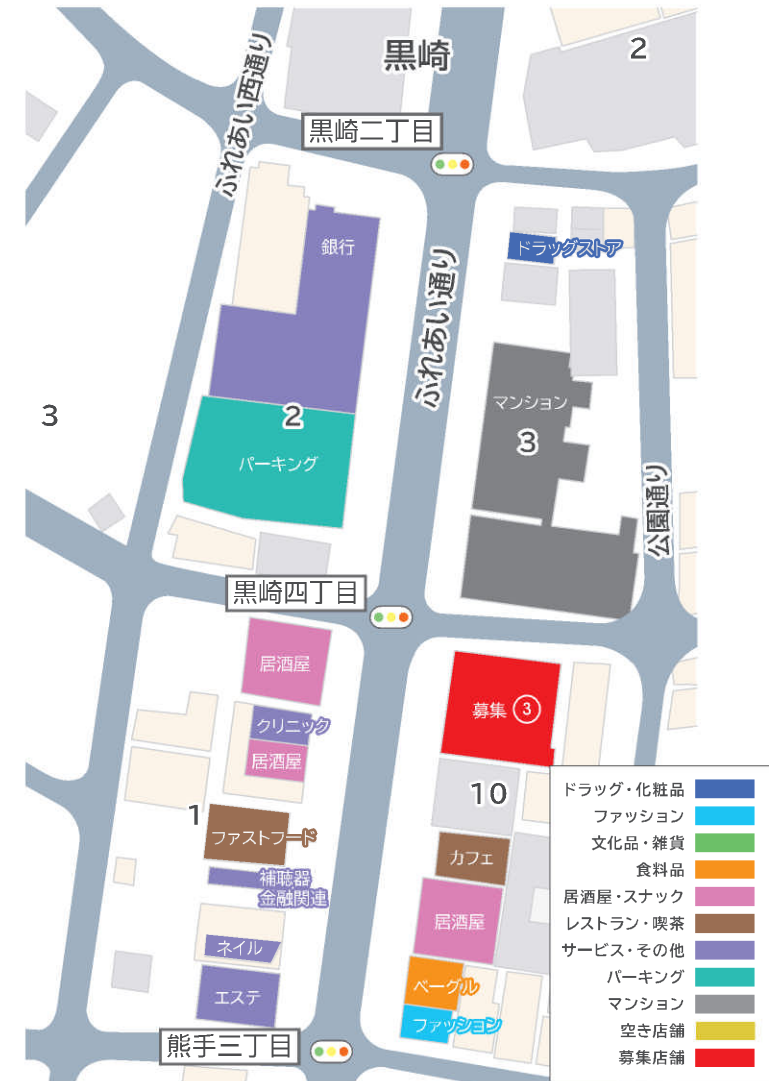 黒崎
2
ふれあい西通り
黒崎二丁目
銀行
ドラッグストア
ふれあい通り
マンション
3
2
3
パーキング
公園通り
黒崎四丁目
居酒屋
募集 ③
クリニック
居酒屋
10
1
ファストフード
カフェ
補聴器
金融関連
居酒屋
ネイル
エステ
ベーグル
ファッション
熊手三丁目
ドラッグ・化粧品
ファッション
文化品・雑貨
食料品
居酒屋・スナック
レストラン・喫茶
サービス・その他
パーキング
マンション
空き店舗
募集店舗